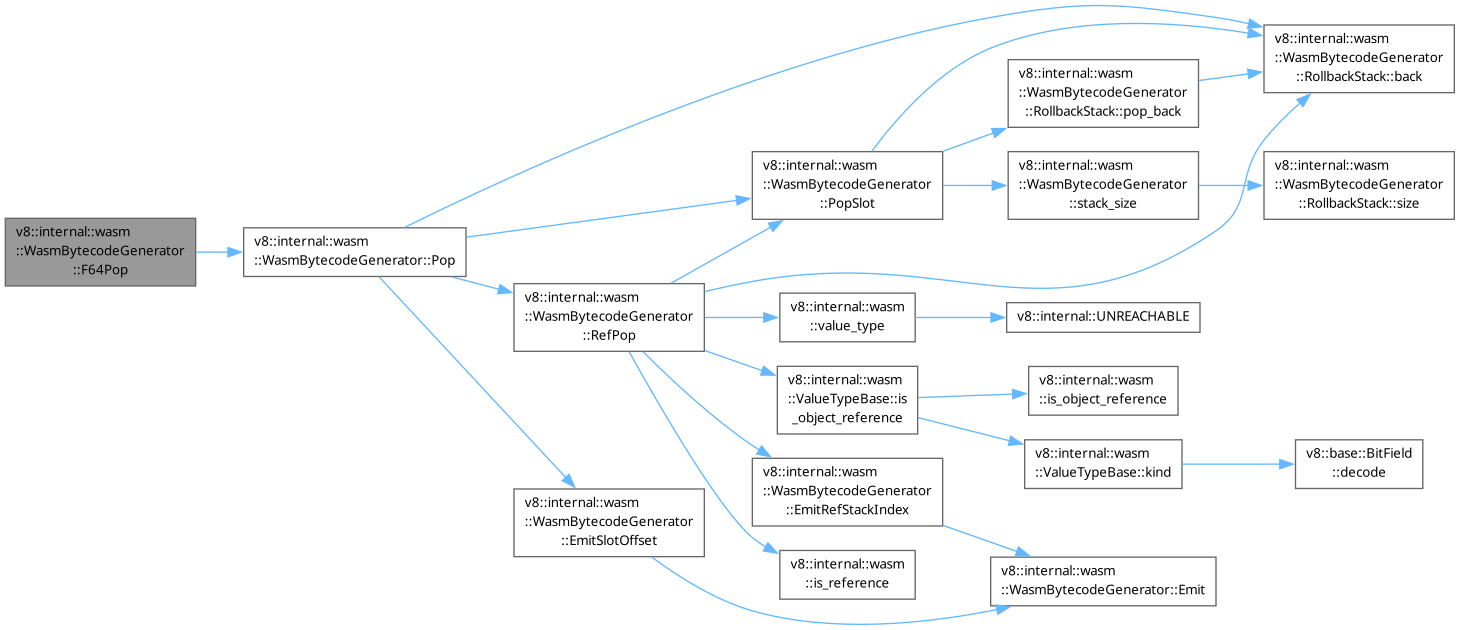 v8::internal::wasm
::WasmBytecodeGenerator
::F64Pop
v8::internal::wasm
::WasmBytecodeGenerator::Pop
v8::internal::wasm
::WasmBytecodeGenerator
::RefPop
v8::internal::wasm
::WasmBytecodeGenerator
::EmitSlotOffset
v8::internal::wasm
::WasmBytecodeGenerator
::PopSlot
v8::internal::wasm
::value_type
v8::internal::wasm
::ValueTypeBase::is
_object_reference
v8::internal::wasm
::WasmBytecodeGenerator
::EmitRefStackIndex
v8::internal::wasm
::is_reference
v8::internal::wasm
::WasmBytecodeGenerator
::RollbackStack::pop_back
v8::internal::wasm
::WasmBytecodeGenerator
::stack_size
v8::internal::UNREACHABLE
v8::internal::wasm
::is_object_reference
v8::internal::wasm
::ValueTypeBase::kind
v8::internal::wasm
::WasmBytecodeGenerator::Emit
v8::internal::wasm
::WasmBytecodeGenerator
::RollbackStack::back
v8::internal::wasm
::WasmBytecodeGenerator
::RollbackStack::size
v8::base::BitField
::decode